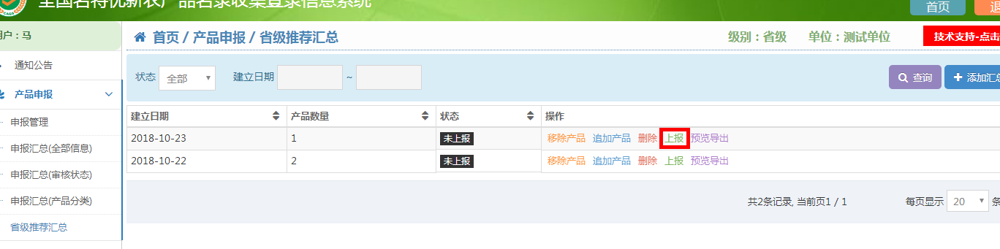 全国名特优新农产品名录收集登录信息系统
首页
CAQS
用户：马
首页 / 产品申报 / 省级推荐汇总
级别：省级 单位：测试单位
技术支持-点击
通知公告
产品申报
申报管理
申报汇总(全部信息)
申报汇总(审核状态)
申报汇总(产品分类)
省级推荐汇总
状态 全部 建立日期 ~ 查询 添加汇总
建立日期 产品数量 状态 操作
2018-10-23 1 未上报 移除产品 追加产品 删除 上报 预览导出
2018-10-22 2 未上报 移除产品 追加产品 删除 上报 预览导出
共2条记录, 当前页1 / 1 每页显示 20 条